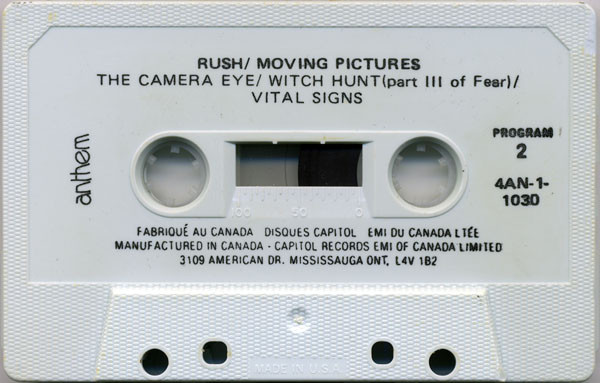 RUSH/ MOVING PICTURES
THE CAMERA EYE/ WITCH HUNT(part III of Fear)/
VITAL SIGNS
anthem
PROGRAM
2
4AN-1-
1030
100 50 0
FABRIQUÉ AU CANADA DISQUES CAPITOL EMI DU CANADA LTÉE
MANUFACTURED IN CANADA - CAPITOL RECORDS EMI OF CANADA LIMITED
3109 AMERICAN DR. MISSISSAUGA ONT, L4V 1B2
MADE IN U.S.A.